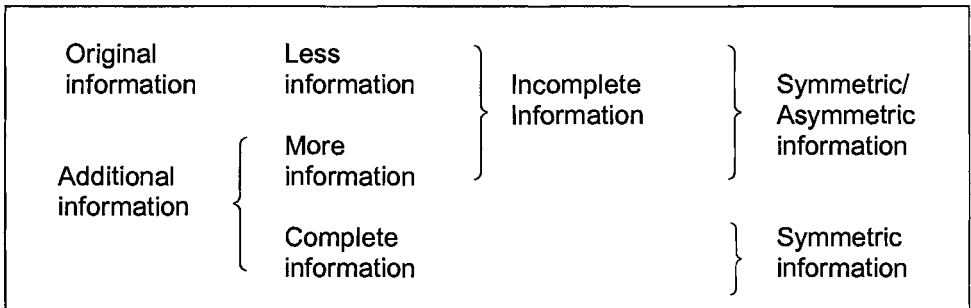 Original
information
Less
information
Incomplete
Information
Symmetric/
Asymmetric
information
Additional
information
More
information
Complete
information
Symmetric
information